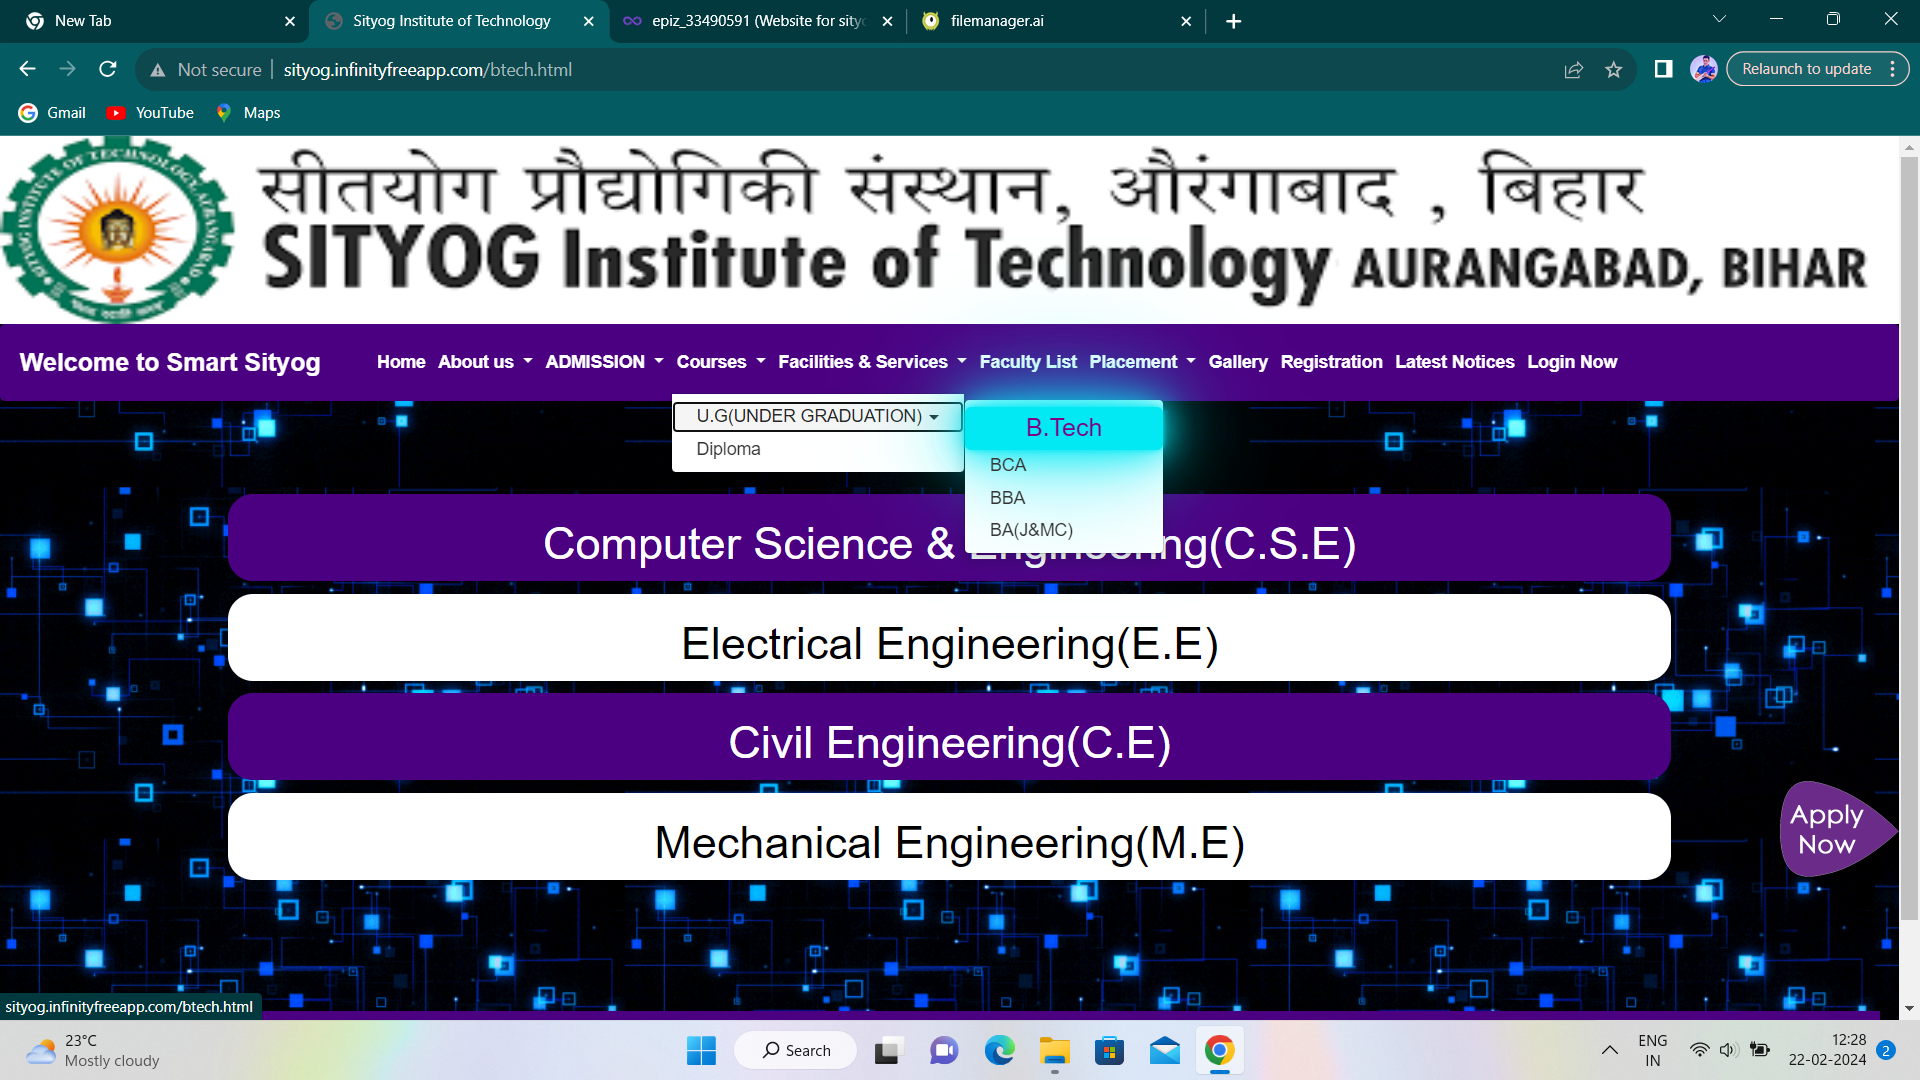 New Tab
Sityog Institute of Technology
epiz_33490591 (Website for sityo
filemanager.ai
Not secure
sityog.infinityfreeapp.com/btech.html
Relaunch to update
Gmail
YouTube
Maps
सीतयोग प्रौद्योगिकी संस्थान, औरंगाबाद , बिहार
SITYOG Institute of Technology AURANGABAD, BIHAR
Welcome to Smart Sityog
Home About us ADMISSION Courses Facilities & Services Faculty List Placement Gallery Registration Latest Notices Login Now
U.G(UNDER GRADUATION)
Diploma
B.Tech
BCA
BBA
BA(J&MC)
Computer Science & Engineering(C.S.E)
Electrical Engineering(E.E)
Civil Engineering(C.E)
Mechanical Engineering(M.E)
Apply
Now
sityog.infinityfreeapp.com/btech.html
23°C
Mostly cloudy
Search
ENG
IN
12:28
22-02-2024
2